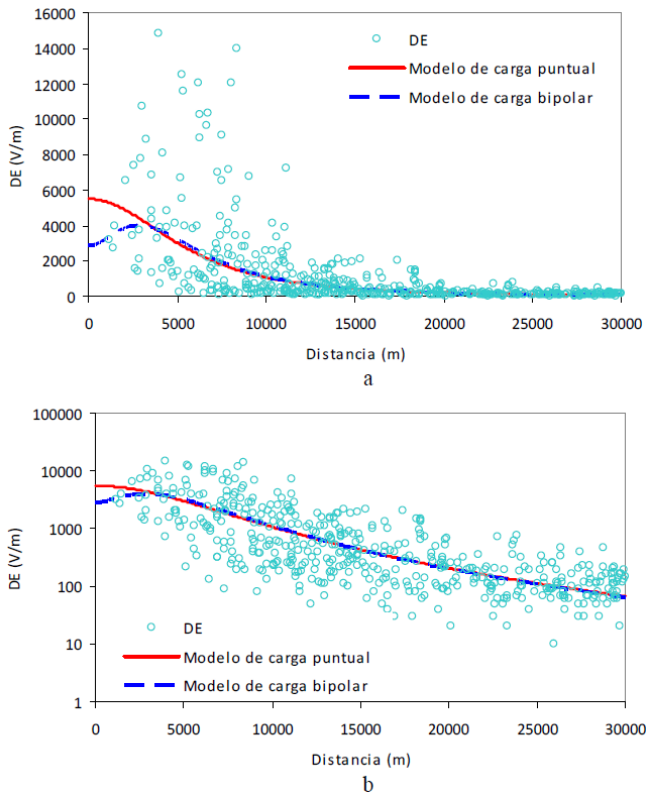 16000
14000
12000
10000
8000
6000
4000
2000
0
DE (V/m)
DE
Modelo de carga puntual
Modelo de carga bipolar
0 5000 10000 15000 20000 25000 30000
Distancia (m)
a
100000
10000
1000
100
10
1
DE (V/m)
DE
Modelo de carga puntual
Modelo de carga bipolar
0 5000 10000 15000 20000 25000 30000
Distancia (m)
b